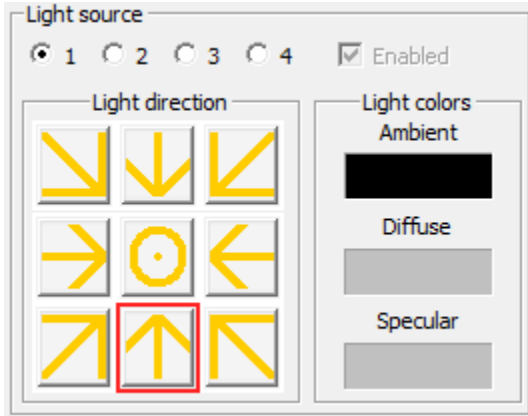 Light source
1 2 3 4 Enabled
Light direction
Light colors
Ambient
Diffuse
Specular